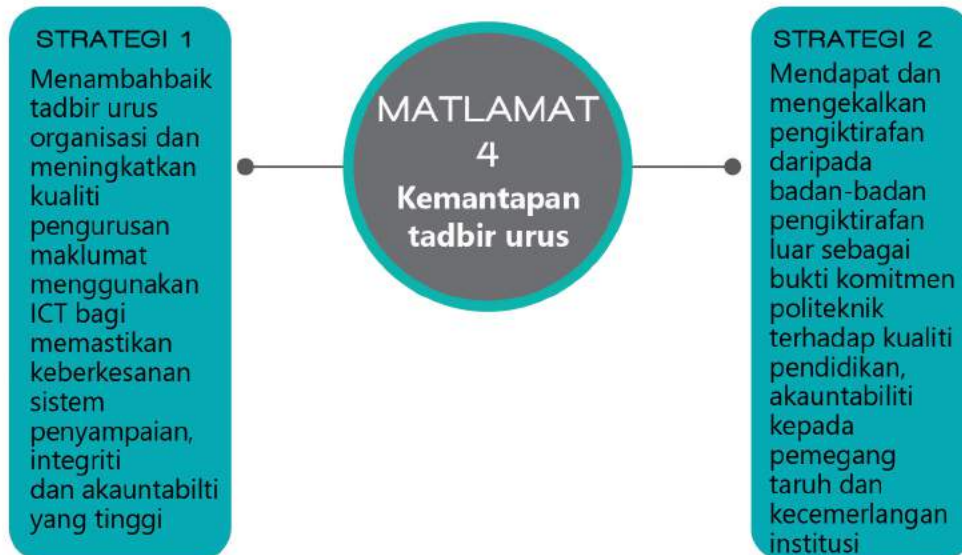 STRATEGI 1
Menambahbaik
tadbir urus
organisasi dan
meningkatkan
kualiti
pengurusan
maklumat
menggunakan
ICT bagi
memastikan
keberkesanan
sistem
penyampaian,
integriti
dan akauntabilti
yang tinggi
MATLAMAT
4
Kemantapan
tadbir urus
STRATEGI 2
Mendapat dan
mengekalkan
pengiktirafan
daripada
badan-badan
pengiktirafan
luar sebagai
bukti komitmen
politeknik
terhadap kualiti
pendidikan,
akauntabiliti
kepada
pemegang
taruh dan
kecemerlangan
institusi